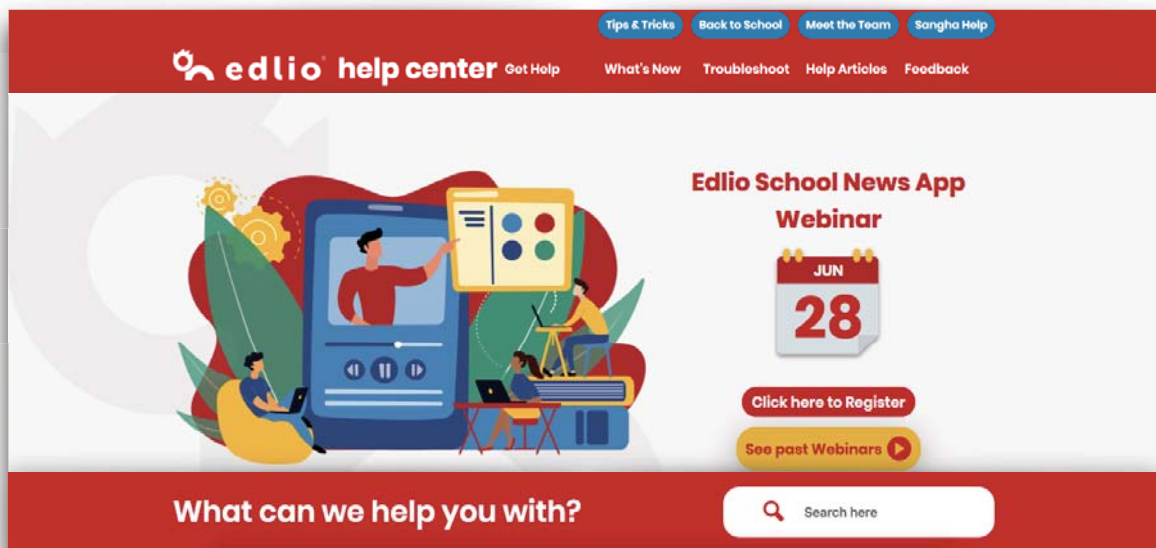 Tips & Tricks Back to School Meet the Team Sangha Help
edlio help center Get Help What's New Troubleshoot Help Articles Feedback
Edlio School News App
Webinar
JUN
28
Click here to Register
See past Webinars
What can we help you with? Search here